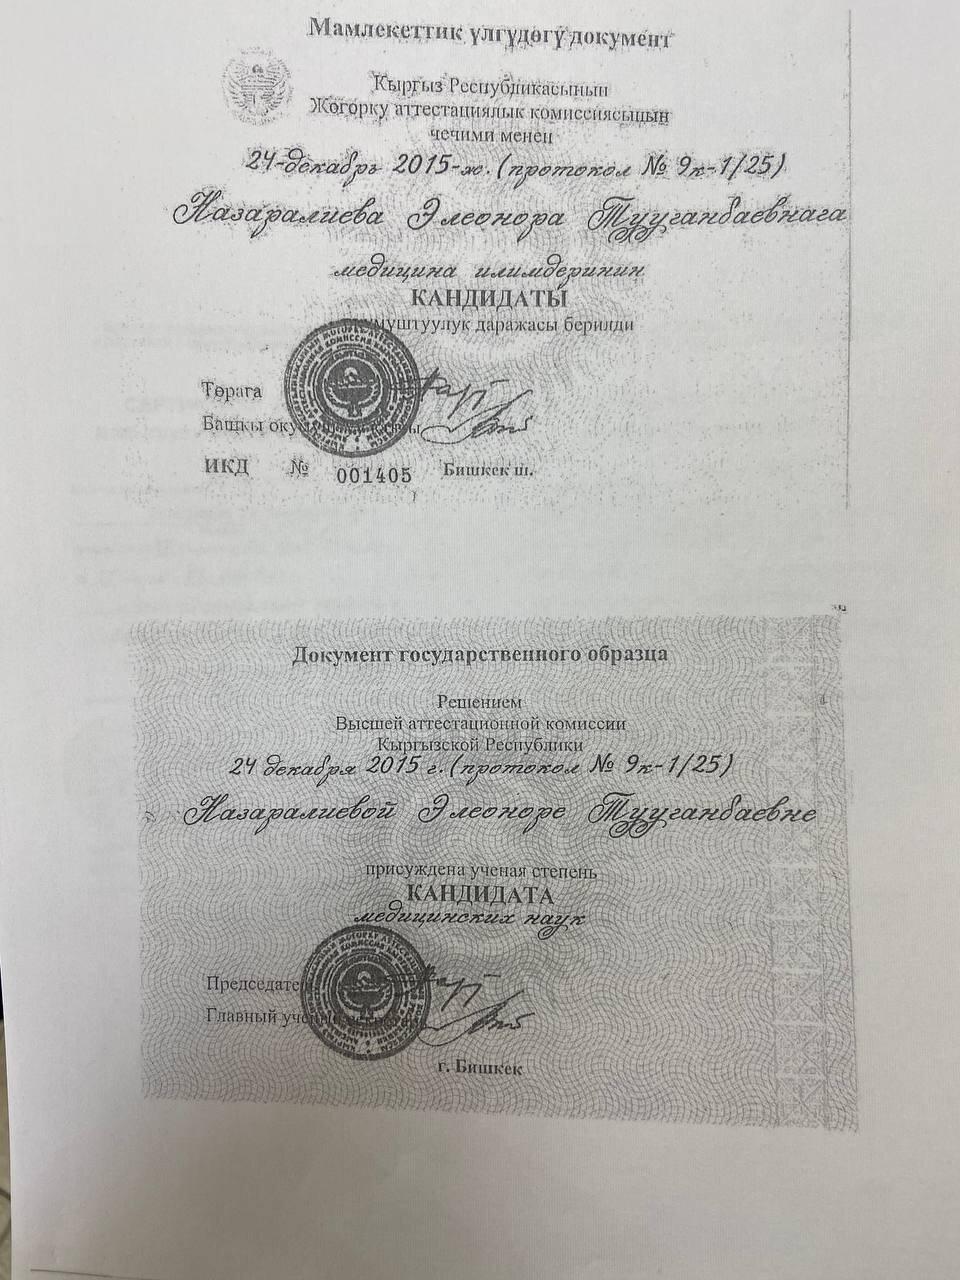 Мамлекеттик үлгүдөгү документ
Кыргыз Республикасынын
Жогорку аттестациялык комиссиясынын
чечими менен
24-декабрь 2015-ж. (протокол № 9к-1/25)
Назаралиева Элеонора Тууганбаевнага
медицина илимдеринин
КАНДИДАТЫ
даражасы берилди
Төрага
Башкы
ИКД № 001405 Бишкек ш.
Документ государственного образца
Решением
Высшей аттестационной комиссии
Кыргызской Республики
24 декабря 2015 г. (протокол № 9к-1/25)
Назаралиевой Элеоноре Тууганбаевне
присуждена ученая степень
КАНДИДАТА
медицинских наук
Председатель
Главный
г. Бишкек